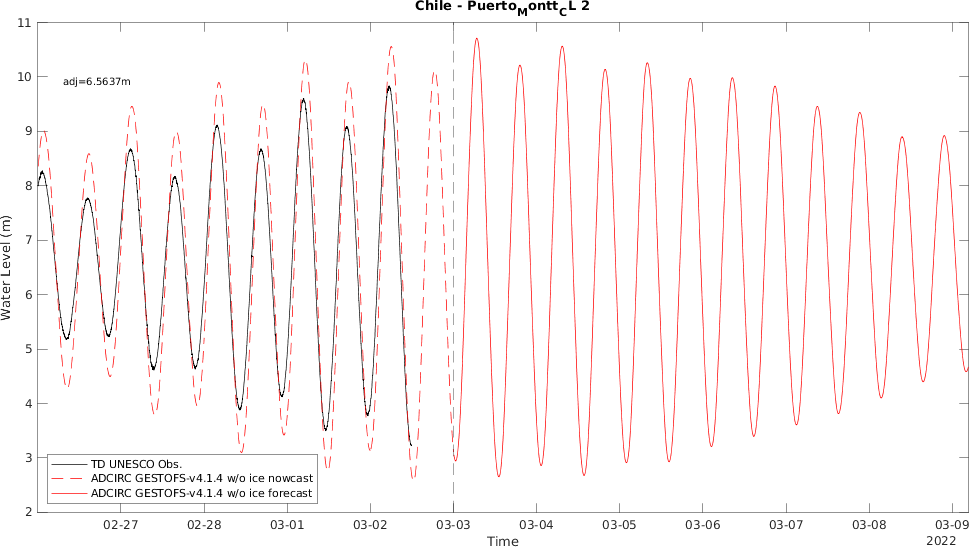 Chile - PuertoMonttCL 2
adj=6.5637m
Water Level (m)
11
10
9
8
7
6
5
4
3
2
TD UNESCO Obs.
ADCIRC GESTOFS-v4.1.4 w/o ice nowcast
ADCIRC GESTOFS-v4.1.4 w/o ice forecast
02-27 02-28 03-01 03-02 03-03 03-04 03-05 03-06 03-07 03-08 03-09
Time
2022